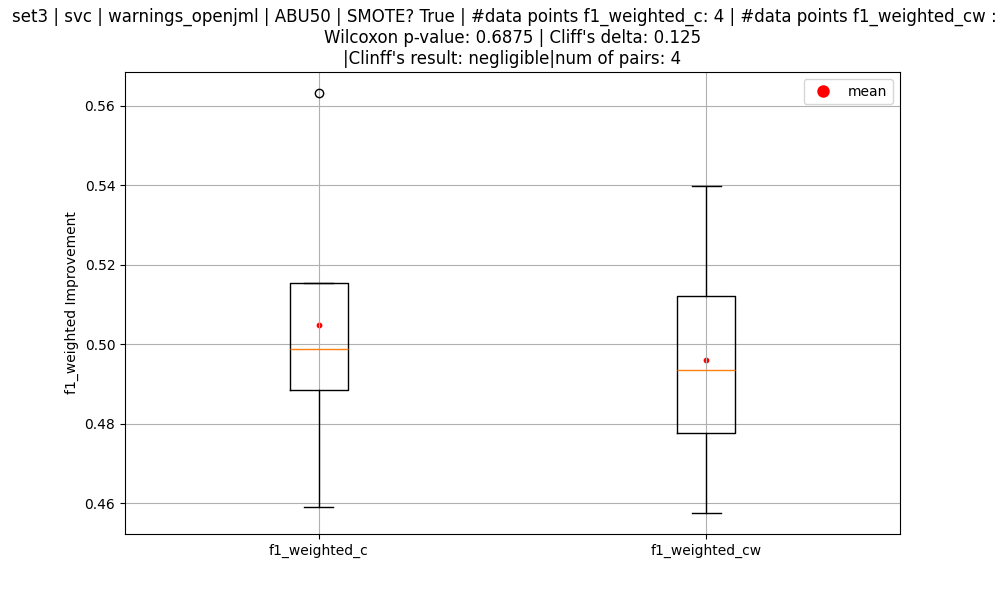 set3 | svc | warnings_openjml | ABU50 | SMOTE? True | #data points f1_weighted_c: 4 | #data points f1_weighted_cw :
Wilcoxon p-value: 0.6875 | Cliff's delta: 0.125
|Clinff's result: negligible|num of pairs: 4
mean
0.56
0.54
0.52
0.50
0.48
0.46
f1_weighted Improvement
f1_weighted_c
f1_weighted_cw